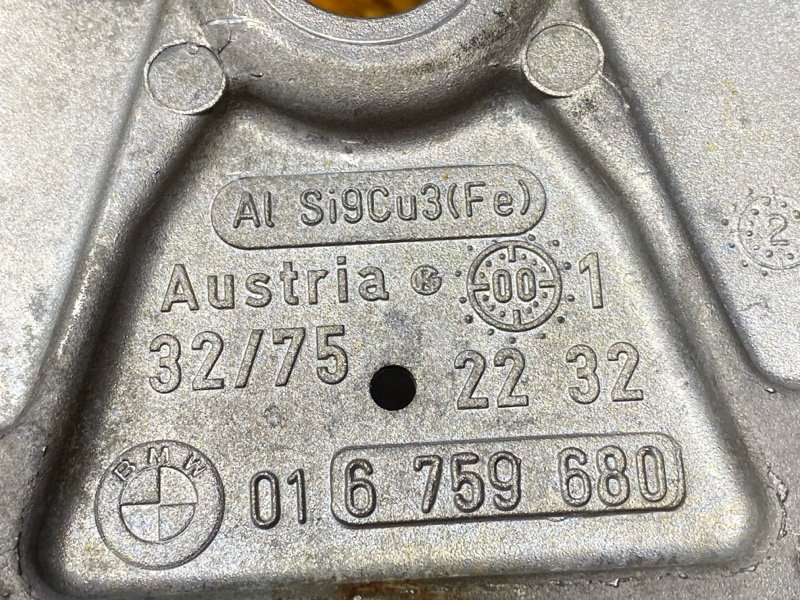 Al Si9Cu3(Fe)
Austria K 00 1
2
32/75 22 32
BMW 01 6 759 680